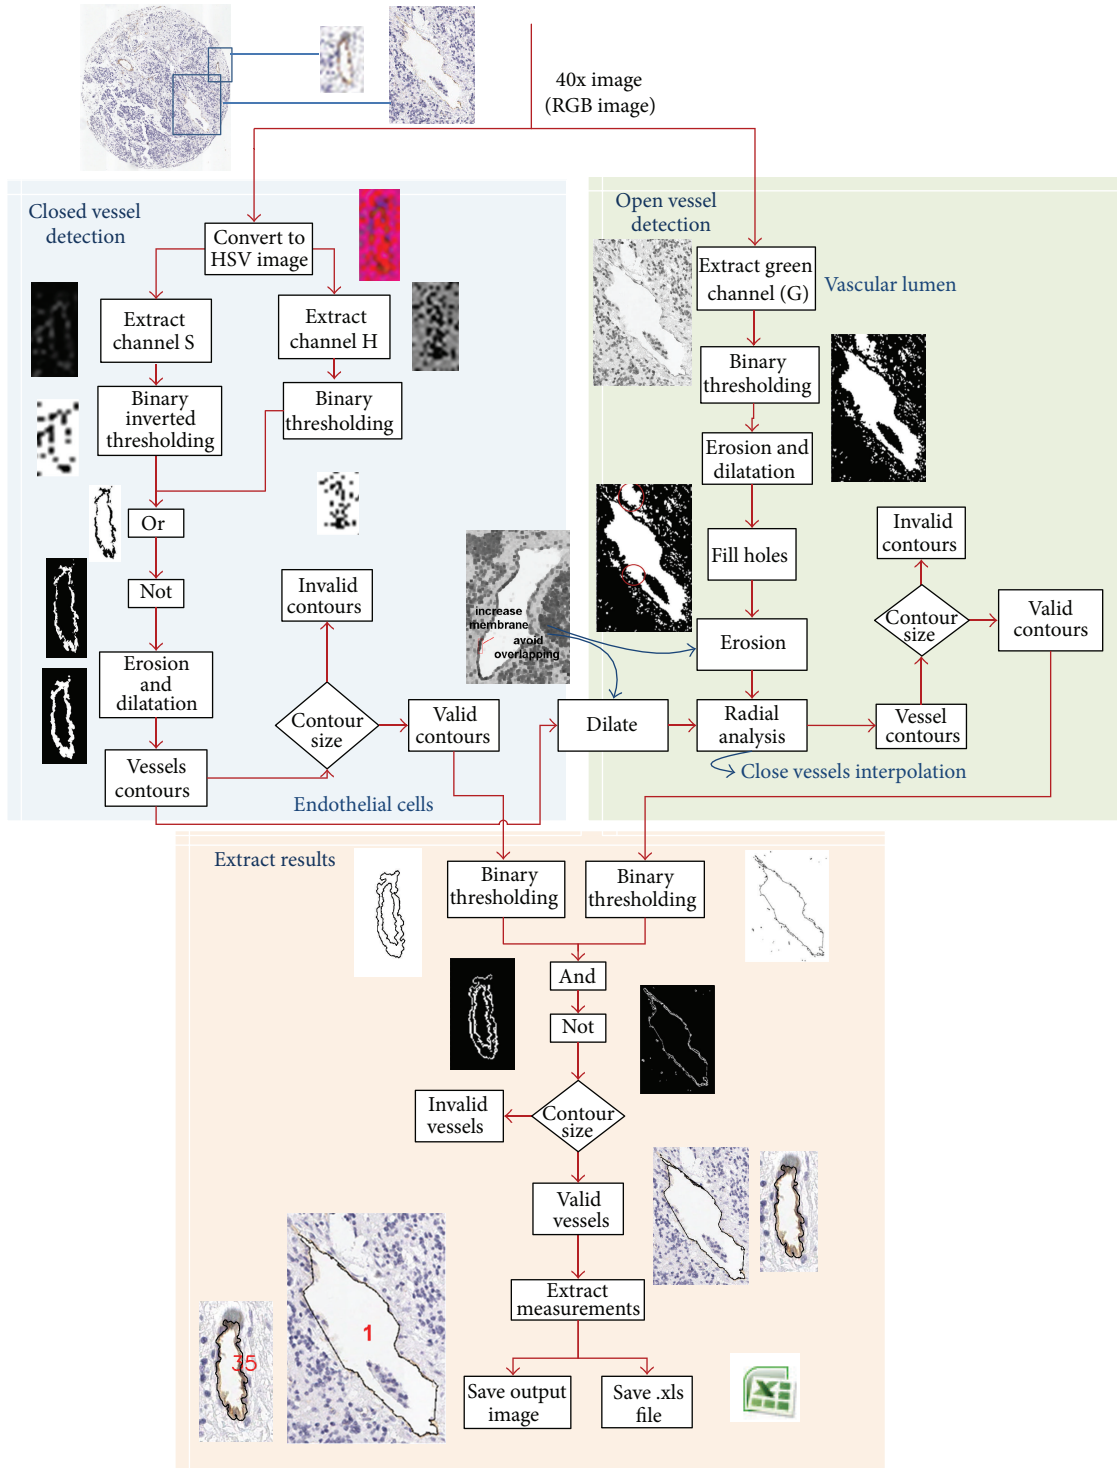 40x image
(RGB image)
Closed vessel
detection
Convert to
HSV image
Extract
channel S
Extract
channel H
Binary
inverted
thresholding
Binary
thresholding
Or
Not
Erosion
and
dilatation
Vessels
contours
Invalid
contours
Contour
size
Valid
contours
Endothelial cells
Open vessel
detection
Extract green
channel (G)
Vascular lumen
Binary
thresholding
Erosion and
dilatation
Fill holes
Erosion
increase
membrane
avoid
overlapping
Dilate
Radial
analysis
Close vessels interpolation
Vessel
contours
Contour
size
Invalid
contours
Valid
contours
Extract results
Binary
thresholding
Binary
thresholding
And
Not
Contour
size
Invalid
vessels
Valid
vessels
Extract
measurements
Save output
image
Save .xls
file
35
1
X